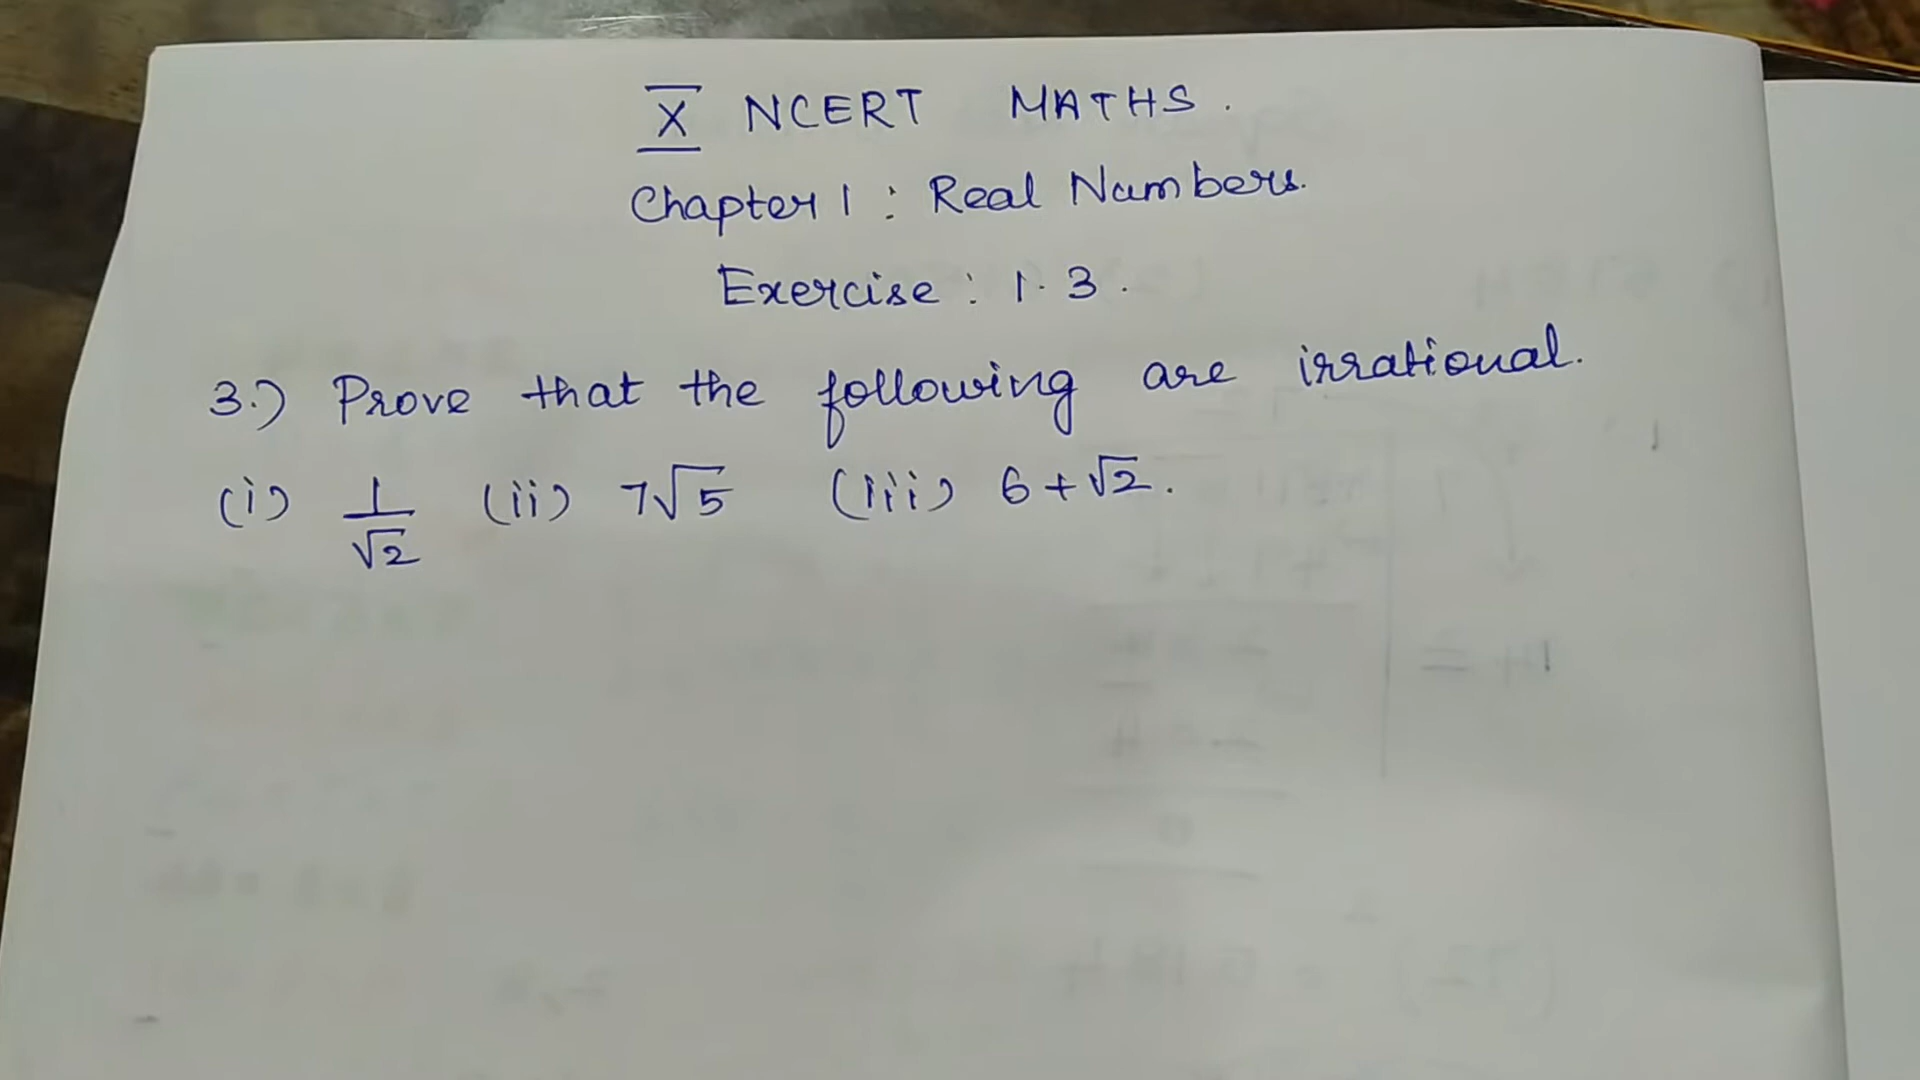 X NCERT MATHS.
Chapter 1 : Real Numbers.
Exercise : 1.3.
3.) Prove that the following are irrational.
(i) 1/√2 (ii) 7√5 (iii) 6+√2.